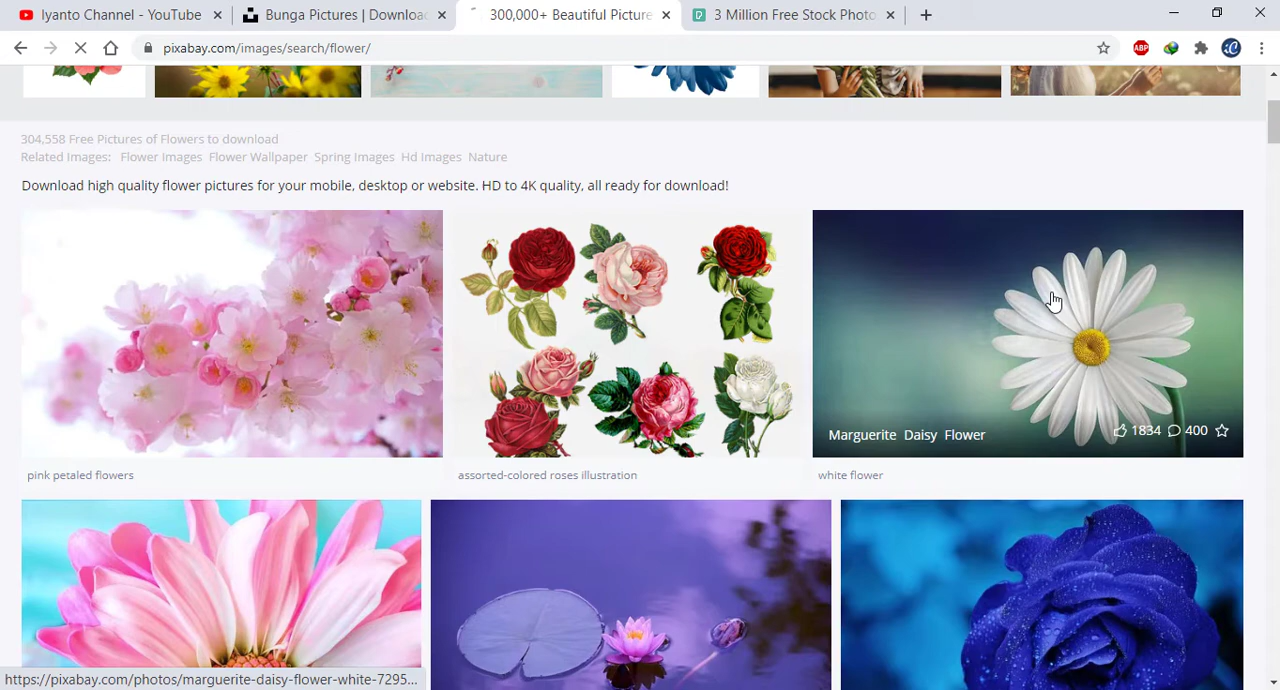 Iyanto Channel - YouTube
Bunga Pictures | Download
300,000+ Beautiful Picture
3 Million Free Stock Photo
pixabay.com/images/search/flower/
ABP
304,558 Free Pictures of Flowers to download
Related Images: Flower Images Flower Wallpaper Spring Images Hd Images Nature
Download high quality flower pictures for your mobile, desktop or website. HD to 4K quality, all ready for download!
Marguerite Daisy Flower 1834 400
pink petaled flowers
assorted-colored roses illustration
white flower
https://pixabay.com/photos/marguerite-daisy-flower-white-7295...